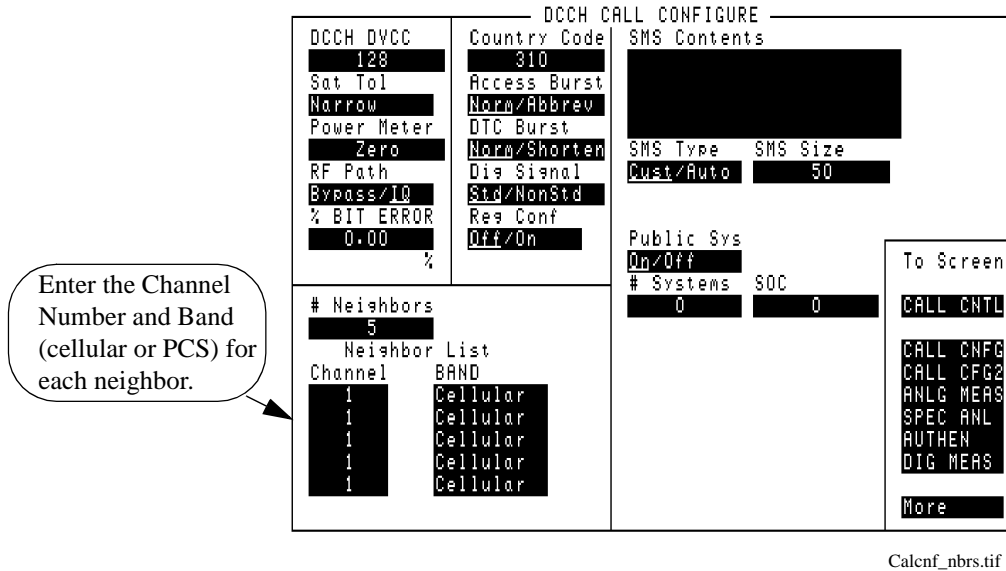 DCCH CALL CONFIGURE
DCCH DVCC
128
Sat Tol
Narrow
Power Meter
Zero
RF Path
Bypass/IQ
% BIT ERROR
0.00
%
Country Code
310
Access Burst
Norm/Abbrev
DTC Burst
Norm/Shorten
Dig Signal
Std/NonStd
Reg Conf
Off/On
SMS Contents
SMS Type SMS Size
Cust/Auto 50
Public Sys
On/Off
# Systems SOC
0 0
Enter the Channel
Number and Band
(cellular or PCS) for
each neighbor.
# Neighbors
5
Neighbor List
Channel BAND
1 Cellular
1 Cellular
1 Cellular
1 Cellular
1 Cellular
To Screen
CALL CNTL
CALL CNFG
CALL CFG2
ANLG MEAS
SPEC ANL
AUTHEN
DIG MEAS
More
Calcnf_nbrs.tif